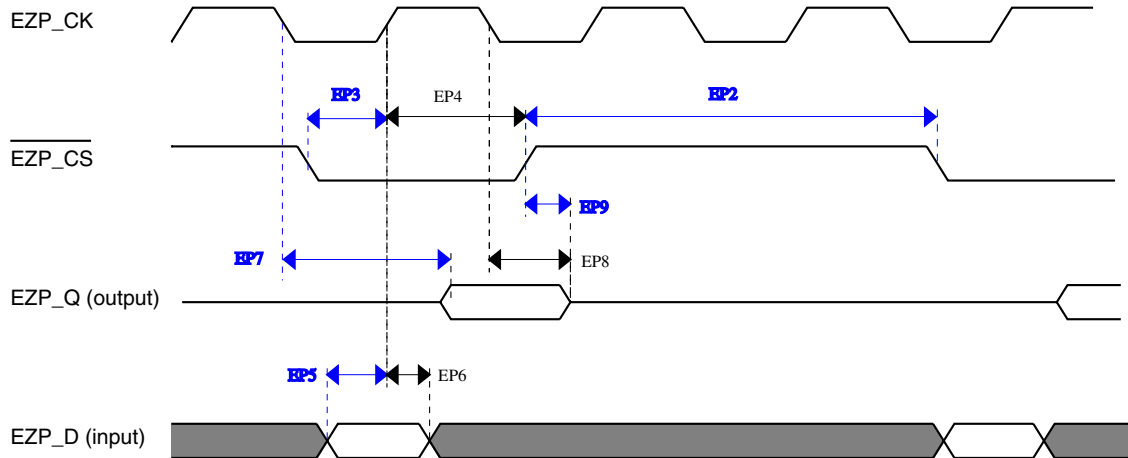 EZP_CK
EP3
EP4
EP2
EZP_CS
EP9
EP7
EP8
EZP_Q (output)
EP5
EP6
EZP_D (input)